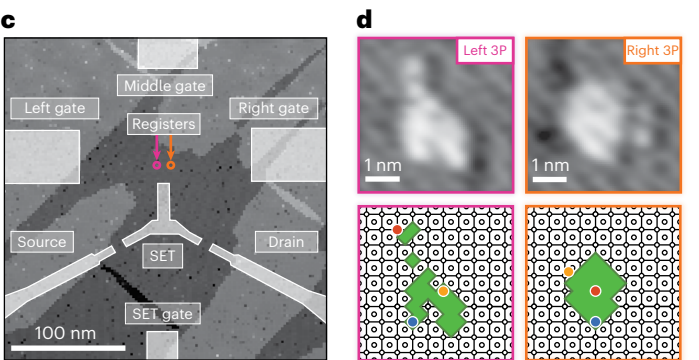 c
Middle gate
Left gate
Right gate
Registers
Source
SET
Drain
SET gate
100 nm
d
Left 3P
Right 3P
1 nm
1 nm